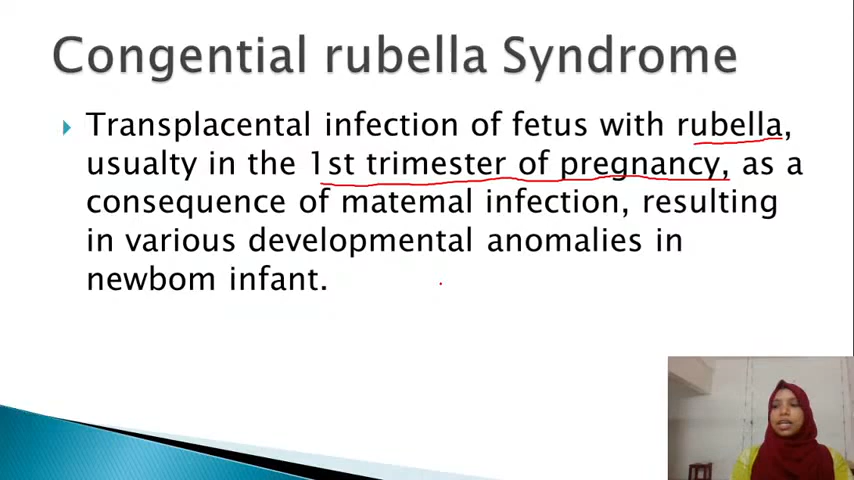 Congential rubella Syndrome
Transplacental infection of fetus with rubella,
usualty in the 1st trimester of pregnancy, as a
consequence of matemal infection, resulting
in various developmental anomalies in
newbom infant.